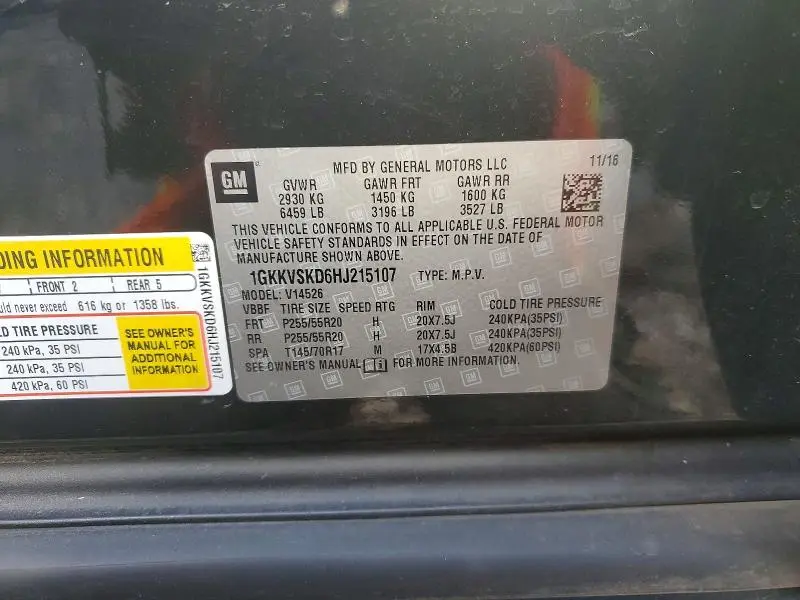 GM
MFD BY GENERAL MOTORS LLC 11/16
GVWR GAWR FRT GAWR RR
2930 KG 1450 KG 1600 KG
6459 LB 3196 LB 3527 LB
THIS VEHICLE CONFORMS TO ALL APPLICABLE U.S. FEDERAL MOTOR
VEHICLE SAFETY STANDARDS IN EFFECT ON THE DATE OF
MANUFACTURE SHOWN ABOVE.
1GKKVSKD6HJ215107 TYPE: M.P.V.
MODEL: V14526
VBBF TIRE SIZE SPEED RTG RIM COLD TIRE PRESSURE
FRT P255/55R20 H 20X7.5J 240KPA(35PSI)
RR P255/55R20 H 20X7.5J 240KPA(35PSI)
SPA T145/70R17 M 17X4.5B 420KPA(60PSI)
SEE OWNER'S MANUAL FOR MORE INFORMATION.
DING INFORMATION
FRONT 2 REAR 5
ould never exceed 616 kg or 1358 lbs.
COLD TIRE PRESSURE
240 kPa, 35 PSI
240 kPa, 35 PSI
420 kPa, 60 PSI
SEE OWNER'S
MANUAL FOR
ADDITIONAL
INFORMATION
1GKKVSKD6HJ215107